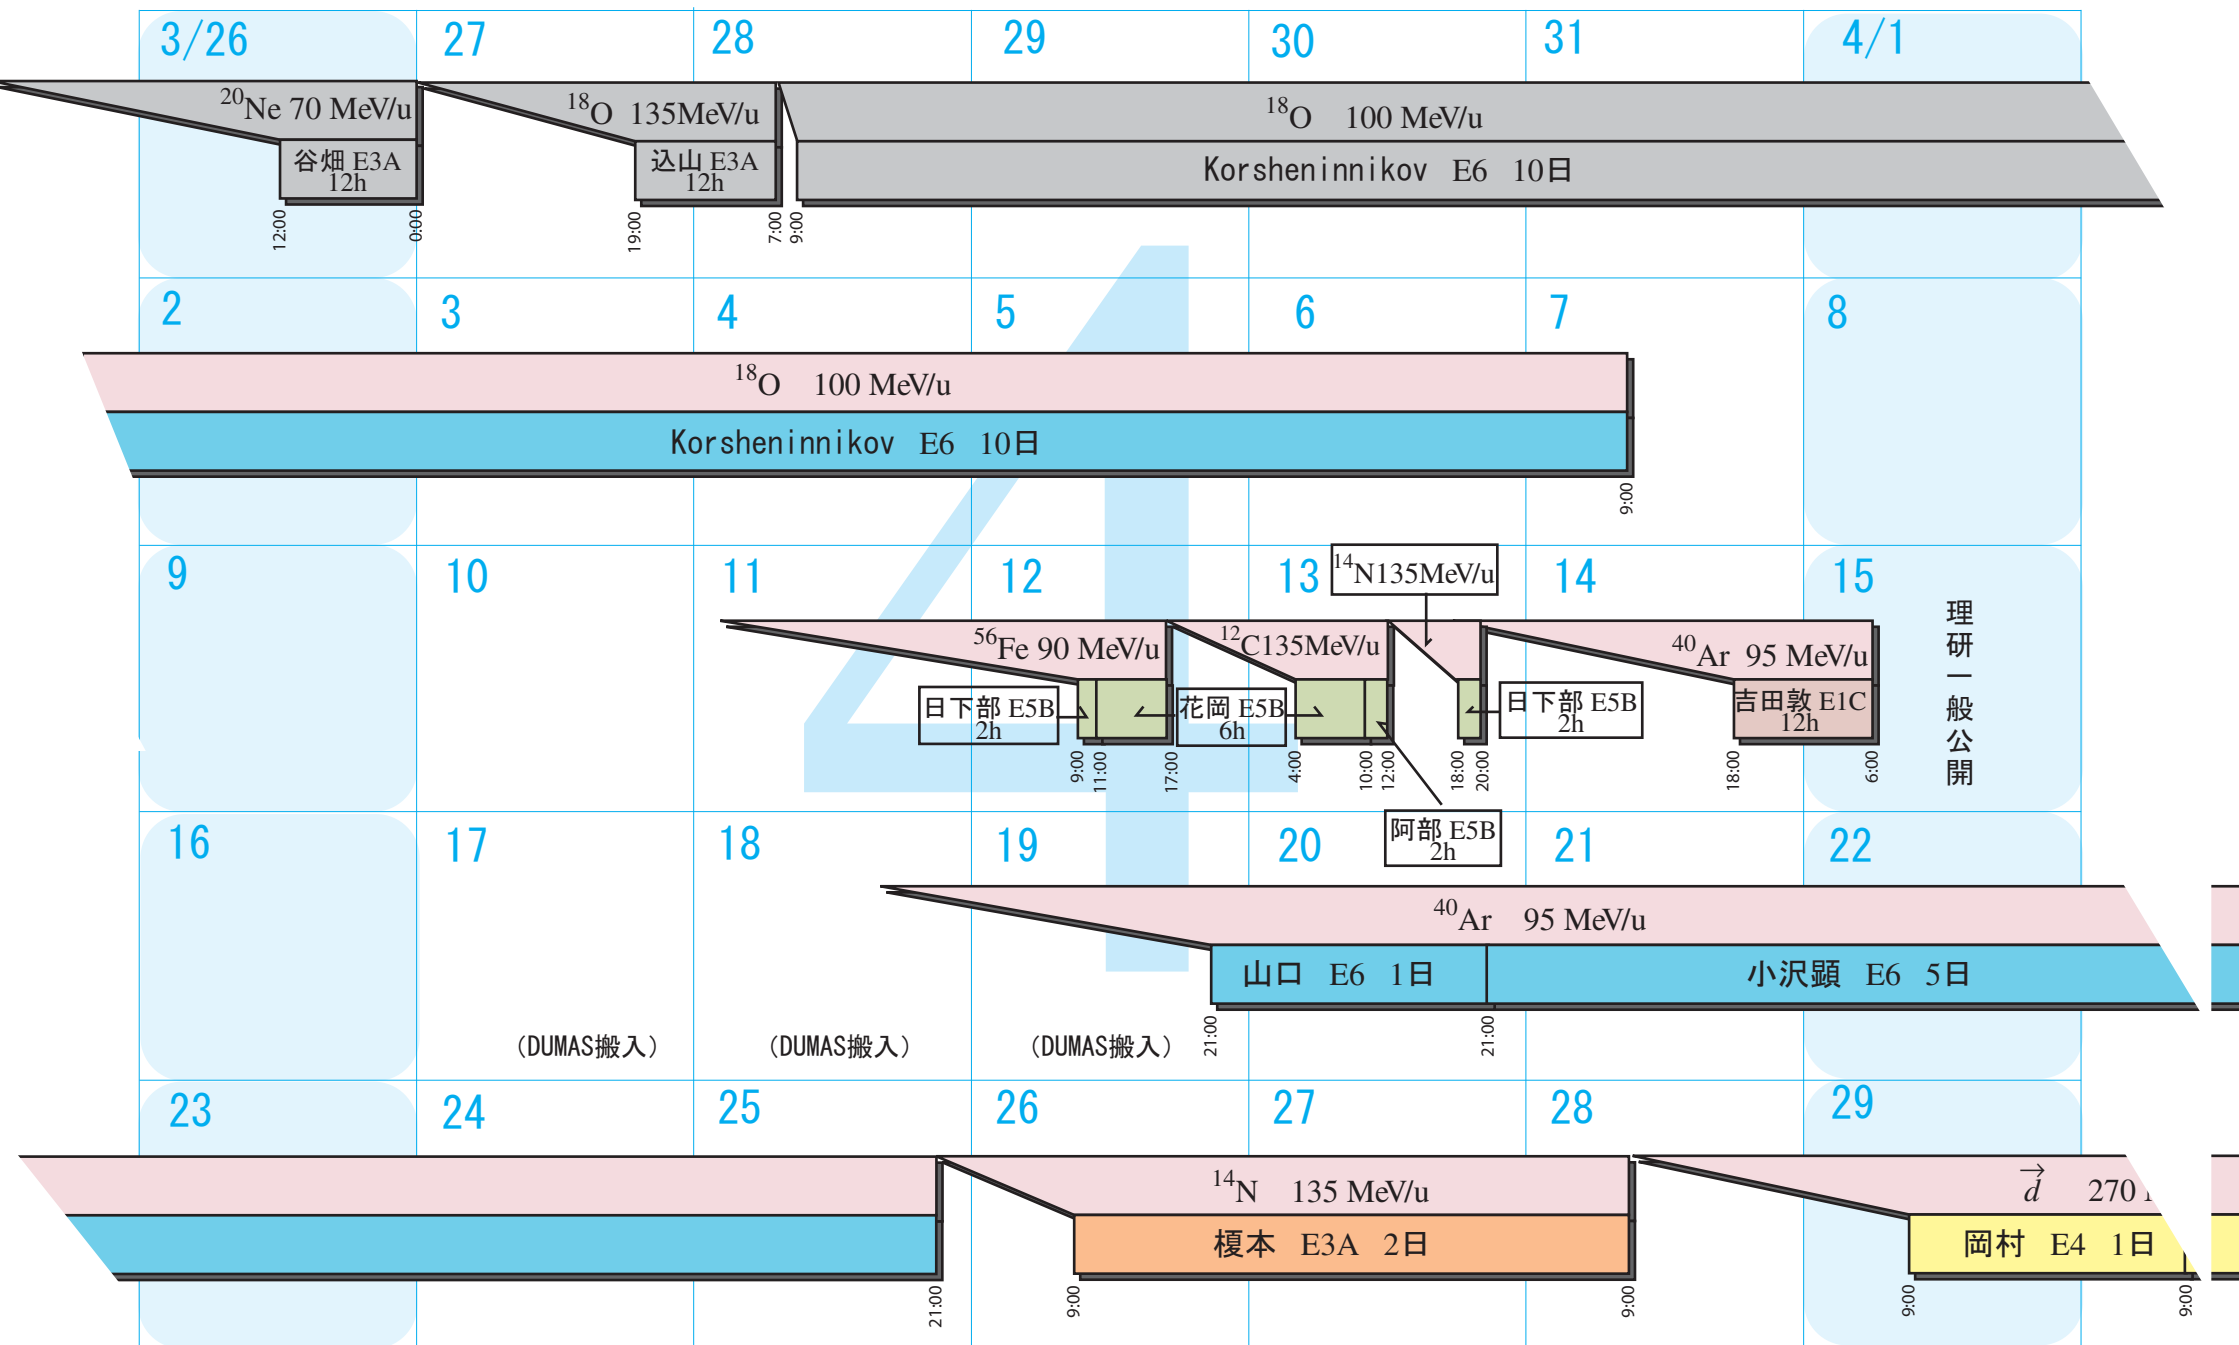 3/26 27 28 29 30 31 4/1
20Ne 70 MeV/u
18O 135MeV/u
18O 100 MeV/u
谷畑 E3A
12h
込山 E3A
12h
Korsheninnikov E6 10日
12:00 0:00 19:00 7:00 9:00
4
2 3 4 5 6 7 8
18O 100 MeV/u
Korsheninnikov E6 10日
9:00
9 10 11 12 13 14 15
14N135MeV/u
56Fe 90 MeV/u
12C135MeV/u
40Ar 95 MeV/u
日下部 E5B
2h
花岡 E5B
6h
日下部 E5B
2h
吉田敦 E1C
12h
理研一般公開
9:00 11:00 17:00 4:00 10:00 12:00 18:00 20:00 18:00 6:00
阿部 E5B
2h
16 17 18 19 20 21 22
40Ar 95 MeV/u
山口 E6 1日
小沢顕 E6 5日
21:00 21:00
(DUMAS搬入) (DUMAS搬入) (DUMAS搬入)
23 24 25 26 27 28 29
14N 135 MeV/u
d 270
榎本 E3A 2日
岡村 E4 1日
21:00 9:00 9:00 9:00 9:00